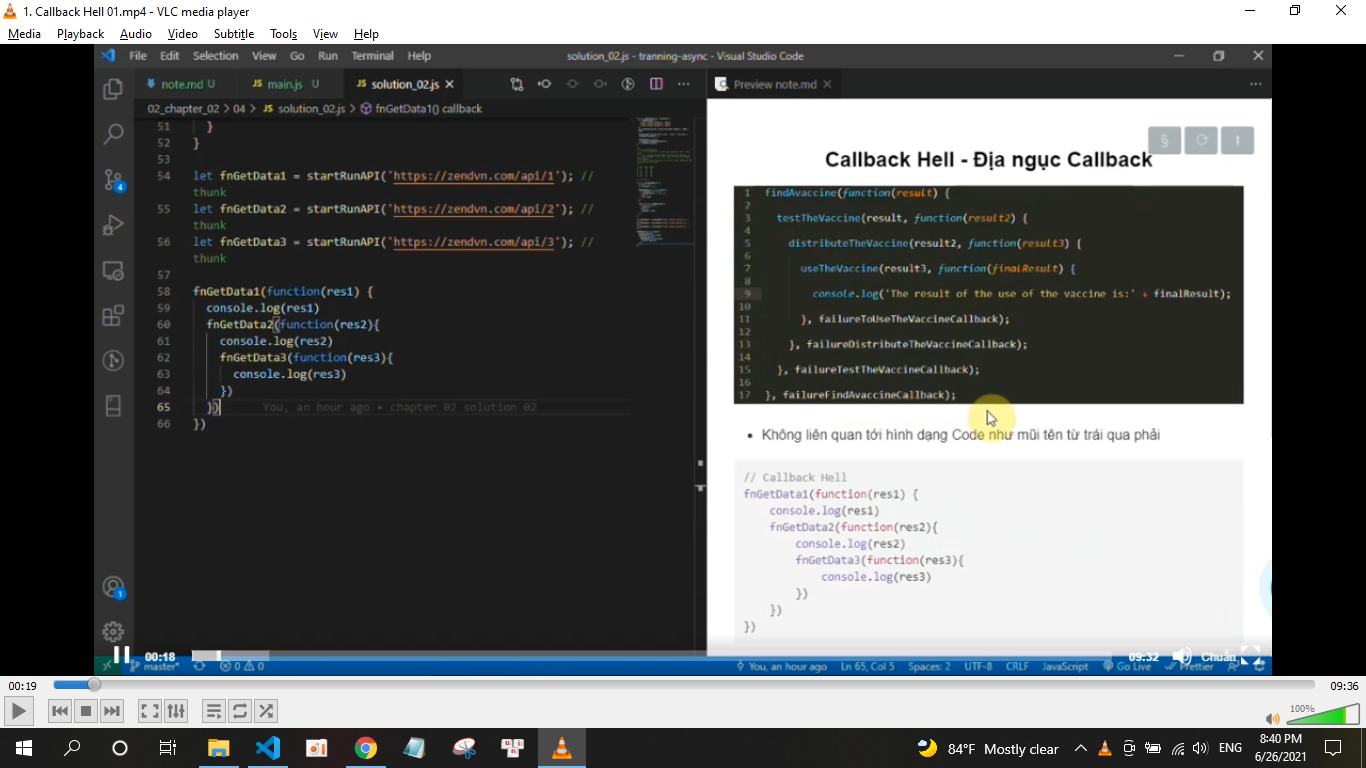 1. Callback Hell 01.mp4 - VLC media player
Media Playback Audio Video Subtitle Tools View Help
File Edit Selection View Go Run Terminal Help
solution_02.js - tranning-async - Visual Studio Code
note.md U
JS main.js U
JS solution_02.js
Preview note.md
02_chapter_02 > 04 > JS solution_02.js > fnGetData1() callback
51 }
52 }
53
54 let fnGetData1 = startRunAPI('https://zendvn.com/api/1'); //
thunk
55 let fnGetData2 = startRunAPI('https://zendvn.com/api/2'); //
thunk
56 let fnGetData3 = startRunAPI('https://zendvn.com/api/3'); //
thunk
57
58 fnGetData1(function(res1) {
59 console.log(res1)
60 fnGetData2(function(res2){
61 console.log(res2)
62 fnGetData3(function(res3){
63 console.log(res3)
64 })
65 }) You, an hour ago • chapter 02 solution 02
66 })
4
1
Callback Hell - Địa ngục Callback
1 findAvaccine(function(result) {
2
3 testTheVaccine(result, function(result2) {
4
5 distributeTheVaccine(result2, function(result3) {
6
7 useTheVaccine(result3, function(finalResult) {
8
9 console.log('The result of the use of the vaccine is:' + finalResult);
10
11 }, failureToUseTheVaccineCallback);
12
13 }, failureDistributeTheVaccineCallback);
14
15 }, failureTestTheVaccineCallback);
16
17 }, failureFindAvaccineCallback);
• Không liên quan tới hình dạng Code như mũi tên từ trái qua phải
// Callback Hell
fnGetData1(function(res1) {
console.log(res1)
fnGetData2(function(res2){
console.log(res2)
fnGetData3(function(res3){
console.log(res3)
})
})
})
00:18
09:32
Chuẩn
master*
0 0
You, an hour ago
Ln 65, Col 5
Spaces: 2
UTF-8
CRLF
JavaScript
Go Live
Prettier
00:19
09:36
100%
84°F Mostly clear
ENG
8:40 PM
6/26/2021